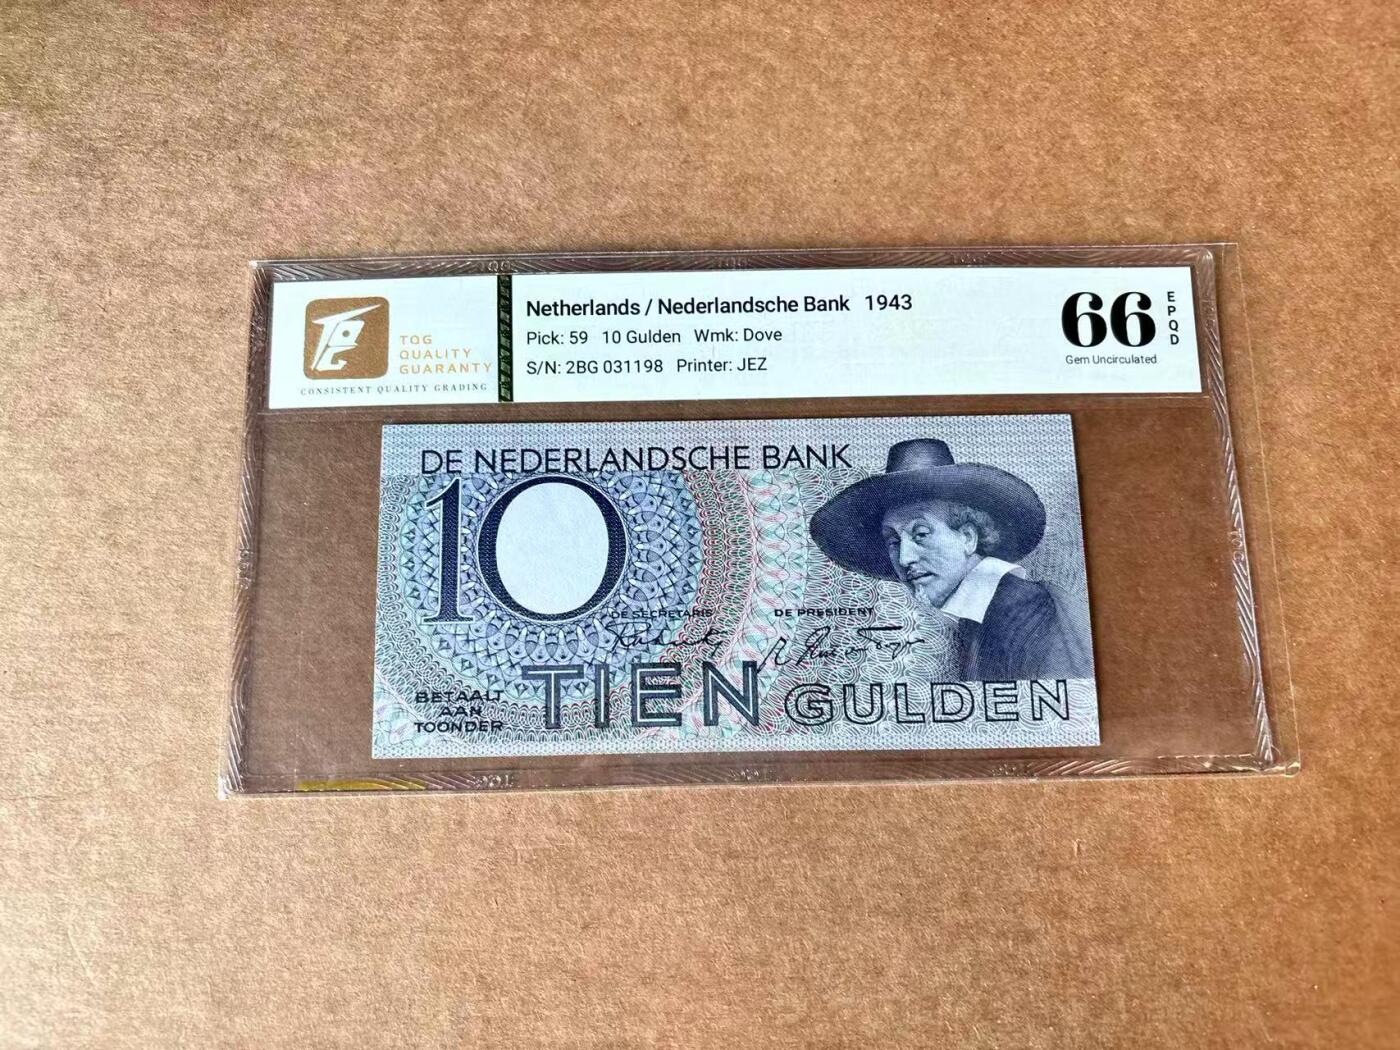 TQG
QUALITY
GUARANTY
CONSISTENT QUALITY GRADING
Netherlands / Nederlandsche Bank 1943
Pick: 59 10 Gulden Wmk: Dove
S/N: 2BG 031198 Printer: JEZ
66
EPQD
Gem Uncirculated
DE NEDERLANDSCHE BANK
10
DE SECRETARIS DE PRESIDENT
BETAALT
AAN
TOONDER
TIEN GULDEN